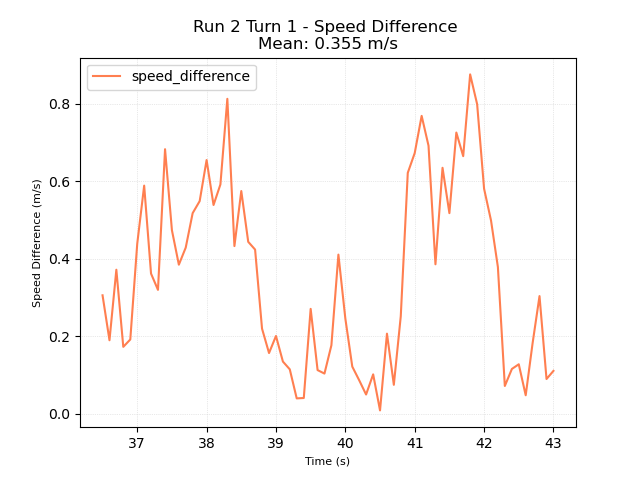 Run 2 Turn 1 - Speed Difference
Mean: 0.355 m/s
speed_difference
0.8
0.6
0.4
0.2
0.0
Speed Difference (m/s)
37 38 39 40 41 42 43
Time (s)